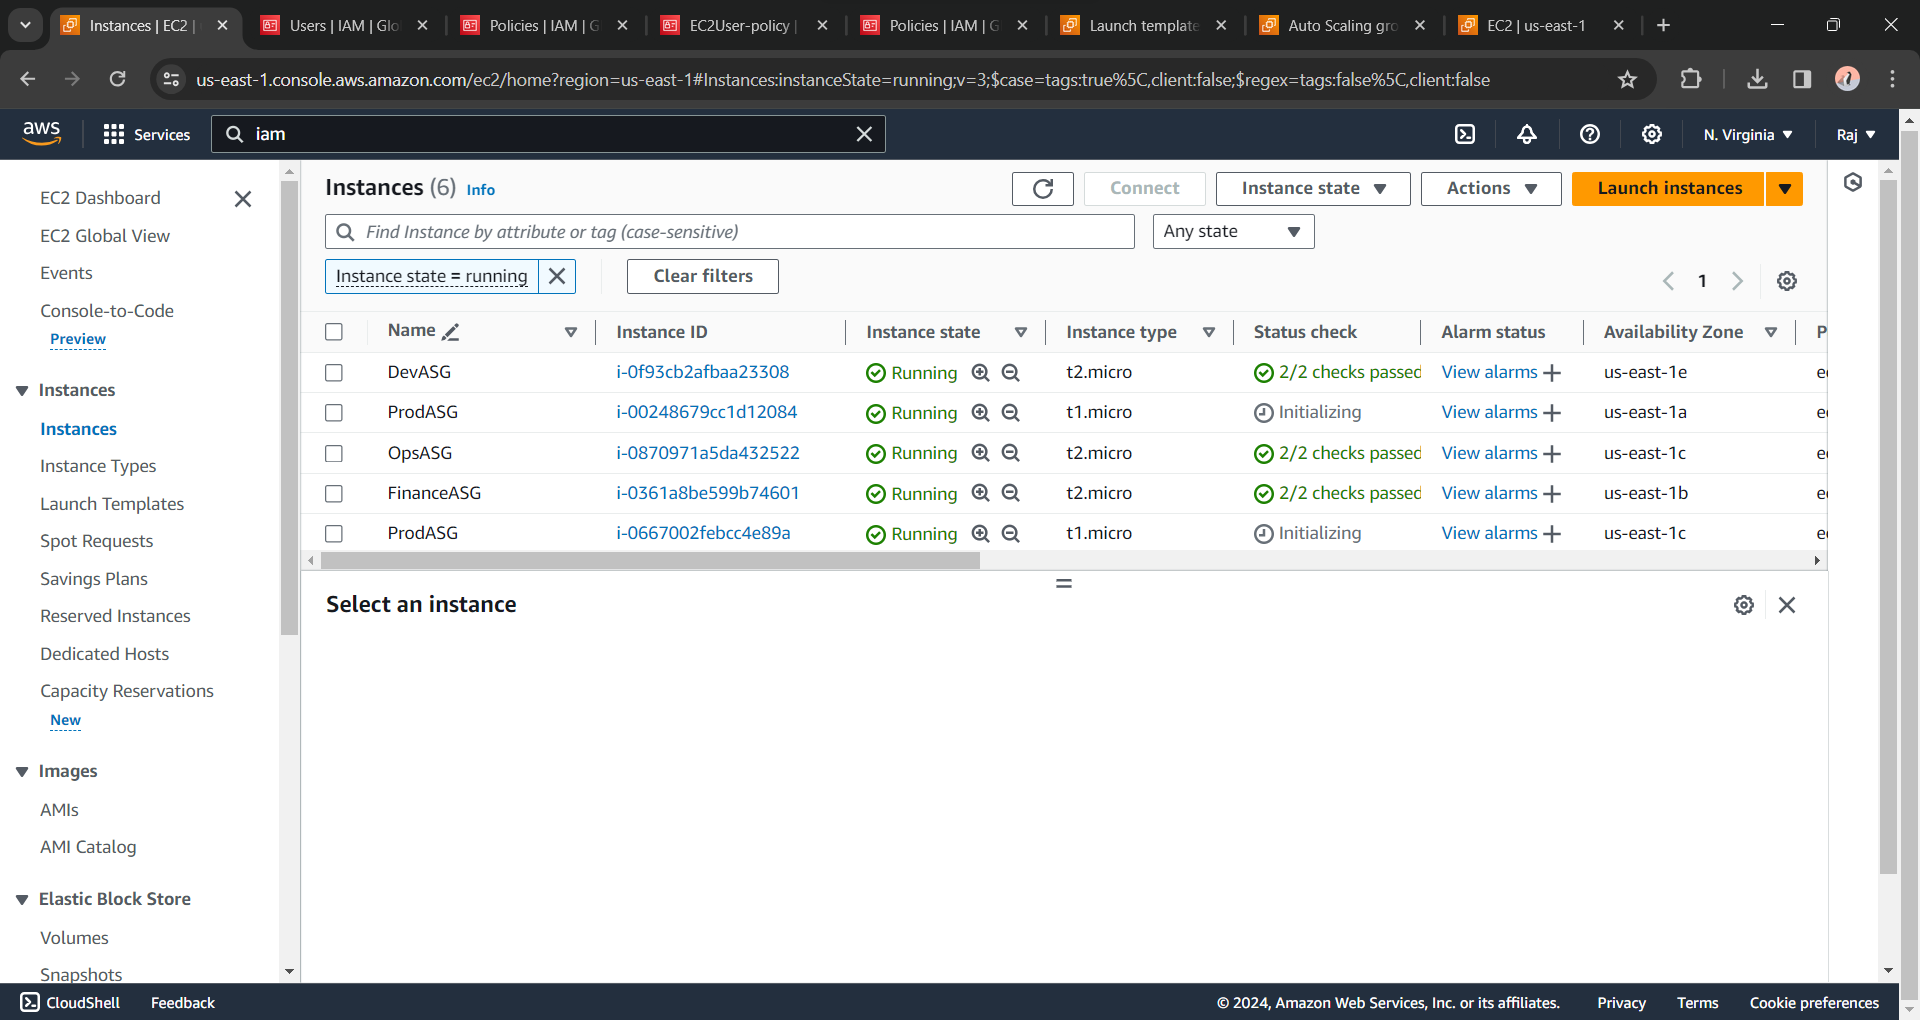 Instances | EC2 |
Users | IAM | Glo
Policies | IAM | G
EC2User-policy |
Policies | IAM | G
Launch template
Auto Scaling gro
EC2 | us-east-1
us-east-1.console.aws.amazon.com/ec2/home?region=us-east-1#Instances:instanceState=running;v=3;$case=tags:true%5C,client:false;$regex=tags:false%5C,client:false
aws
Services
iam
N. Virginia
Raj
EC2 Dashboard
EC2 Global View
Events
Console-to-Code
Preview
Instances
Instances
Instance Types
Launch Templates
Spot Requests
Savings Plans
Reserved Instances
Dedicated Hosts
Capacity Reservations
New
Images
AMIs
AMI Catalog
Elastic Block Store
Volumes
Snapshots
Instances (6) Info
Connect
Instance state
Actions
Launch instances
Find Instance by attribute or tag (case-sensitive)
Any state
Instance state = running
Clear filters
1
Name Instance ID Instance state Instance type Status check Alarm status Availability Zone P
DevASG i-0f93cb2afbaa23308 Running t2.micro 2/2 checks passed View alarms us-east-1e e
ProdASG i-00248679cc1d12084 Running t1.micro Initializing View alarms us-east-1a e
OpsASG i-0870971a5da432522 Running t2.micro 2/2 checks passed View alarms us-east-1c e
FinanceASG i-0361a8be599b74601 Running t2.micro 2/2 checks passed View alarms us-east-1b e
ProdASG i-0667002febcc4e89a Running t1.micro Initializing View alarms us-east-1c e
Select an instance
CloudShell
Feedback
© 2024, Amazon Web Services, Inc. or its affiliates.
Privacy
Terms
Cookie preferences